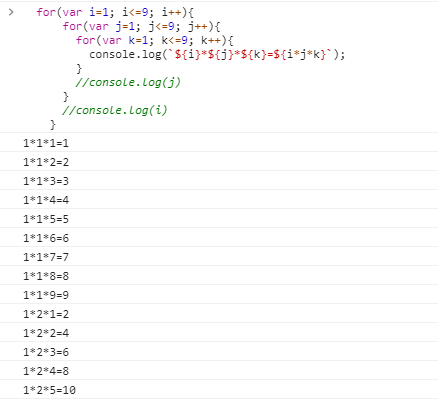 for(var i=1; i<=9; i++){
for(var j=1; j<=9; j++){
for(var k=1; k<=9; k++){
console.log(`${i}*${j}*${k}=${i*j*k}`);
}
//console.log(j)
}
//console.log(i)
}
1*1*1=1
1*1*2=2
1*1*3=3
1*1*4=4
1*1*5=5
1*1*6=6
1*1*7=7
1*1*8=8
1*1*9=9
1*2*1=2
1*2*2=4
1*2*3=6
1*2*4=8
1*2*5=10